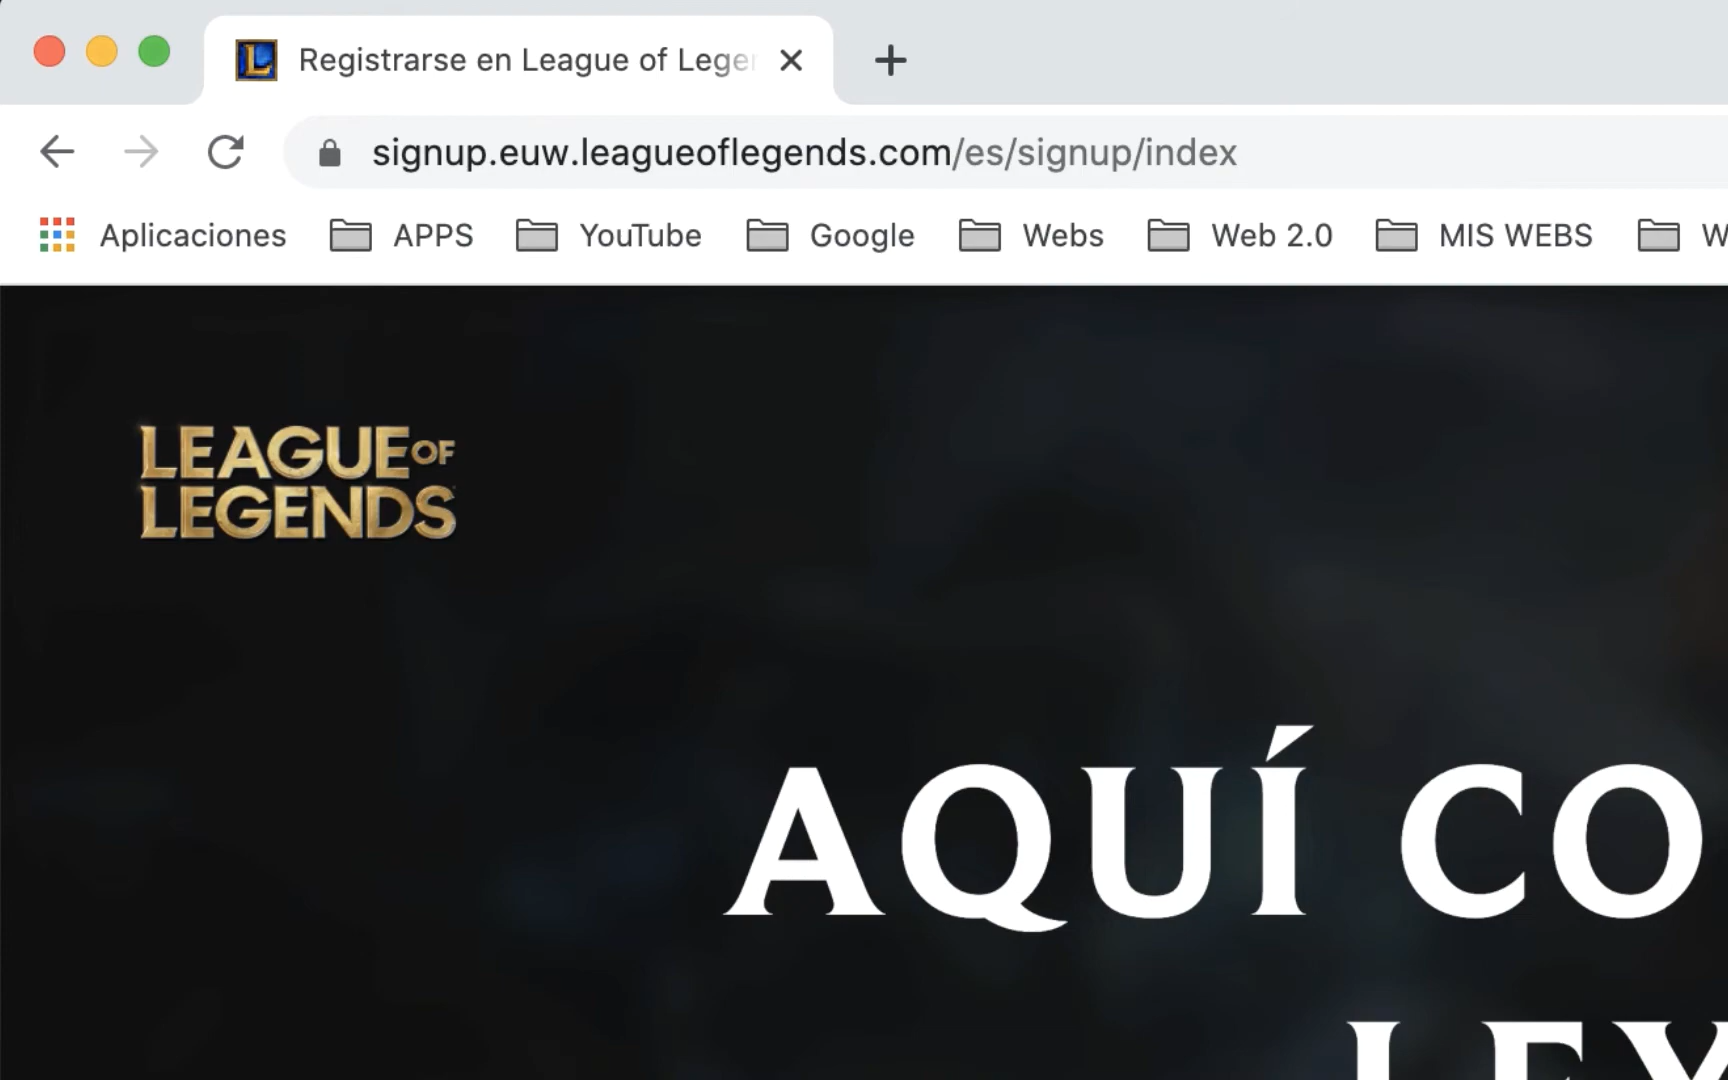 Registrarse en League of Lege
signup.euw.leagueoflegends.com/es/signup/index
Aplicaciones APPS YouTube Google Webs Web 2.0 MIS WEBS W
LEAGUE OF
LEGENDS
AQUÍ CO
LEY